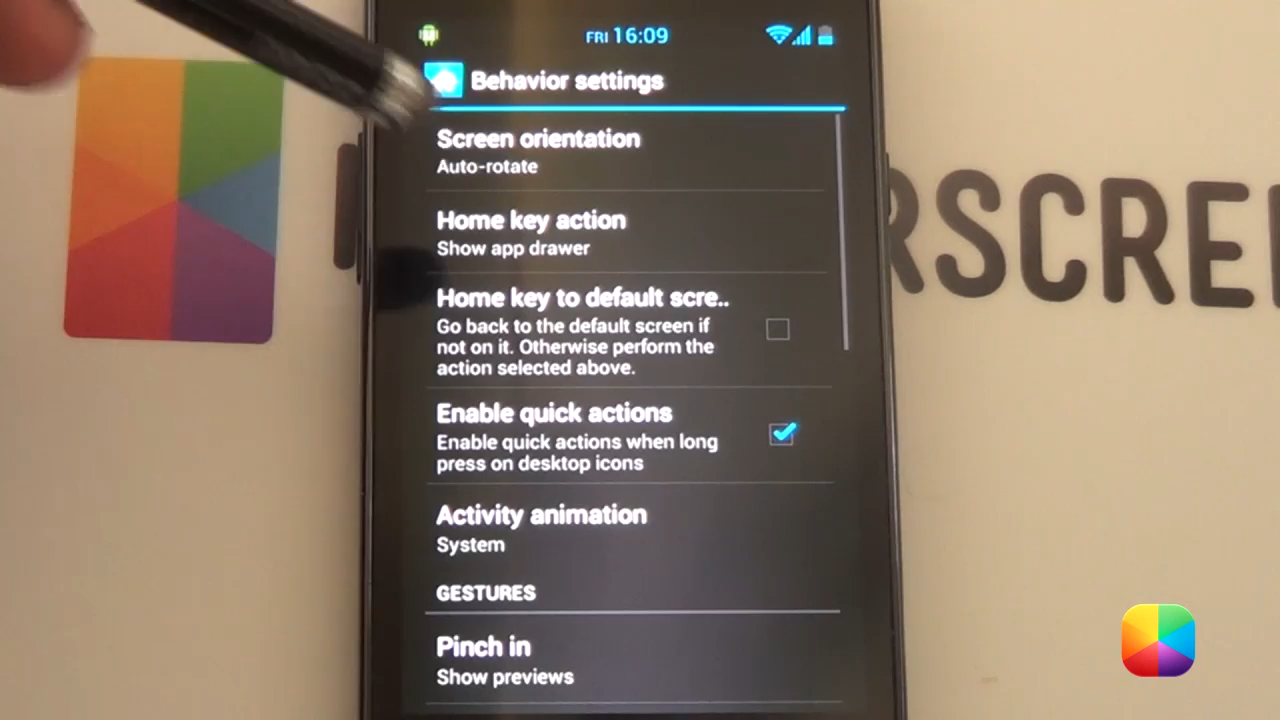 FRI 16:09
Behavior settings
Screen orientation
Auto-rotate
Home key action
Show app drawer
Home key to default scre..
Go back to the default screen if
not on it. Otherwise perform the
action selected above.
Enable quick actions
Enable quick actions when long
press on desktop icons
Activity animation
System
GESTURES
Pinch in
Show previews
RSCREE